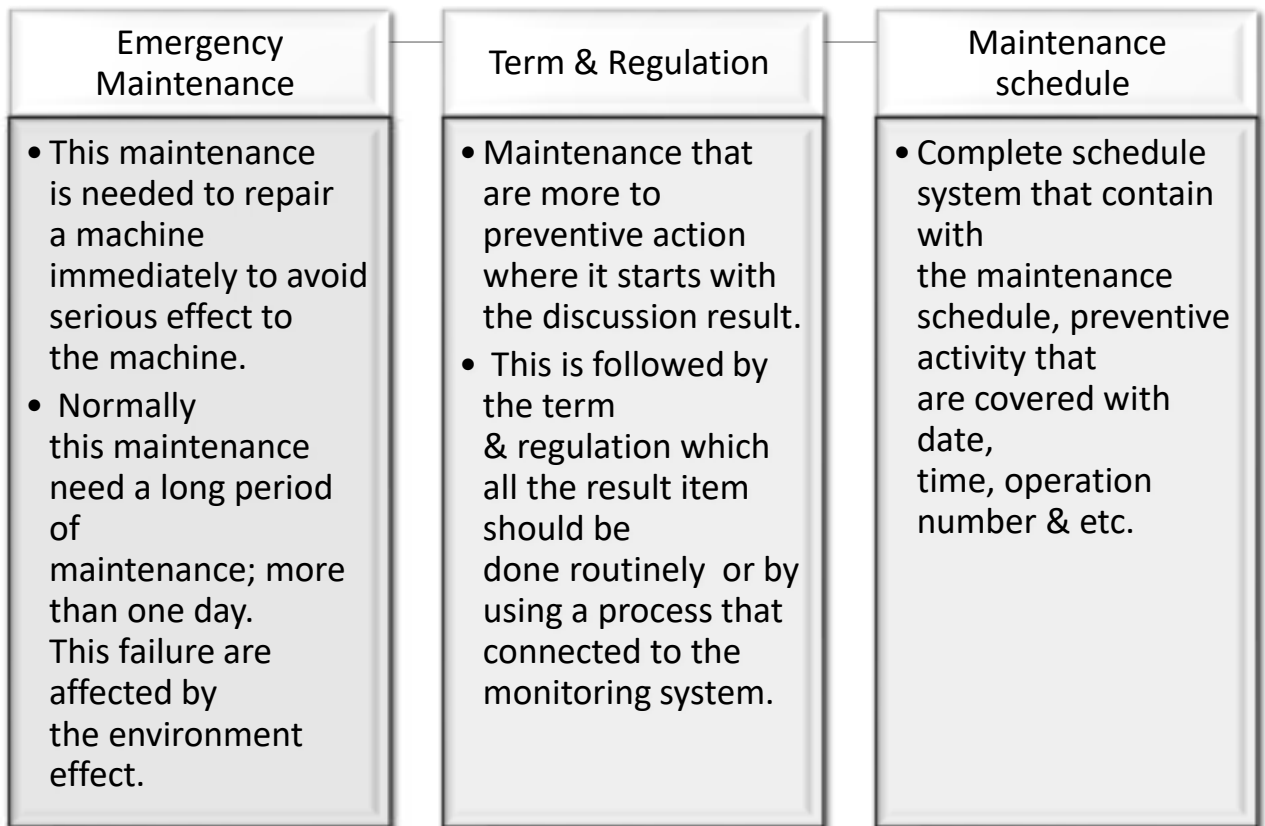 Emergency
Maintenance
• This maintenance
is needed to repair
a machine
immediately to avoid
serious effect to
the machine.
• Normally
this maintenance
need a long period
of
maintenance; more
than one day.
This failure are
affected by
the environment
effect.
Term & Regulation
• Maintenance that
are more to
preventive action
where it starts with
the discussion result.
• This is followed by
the term
& regulation which
all the result item
should be
done routinely or by
using a process that
connected to the
monitoring system.
Maintenance
schedule
• Complete schedule
system that contain
with
the maintenance
schedule, preventive
activity that
are covered with
date,
time, operation
number & etc.